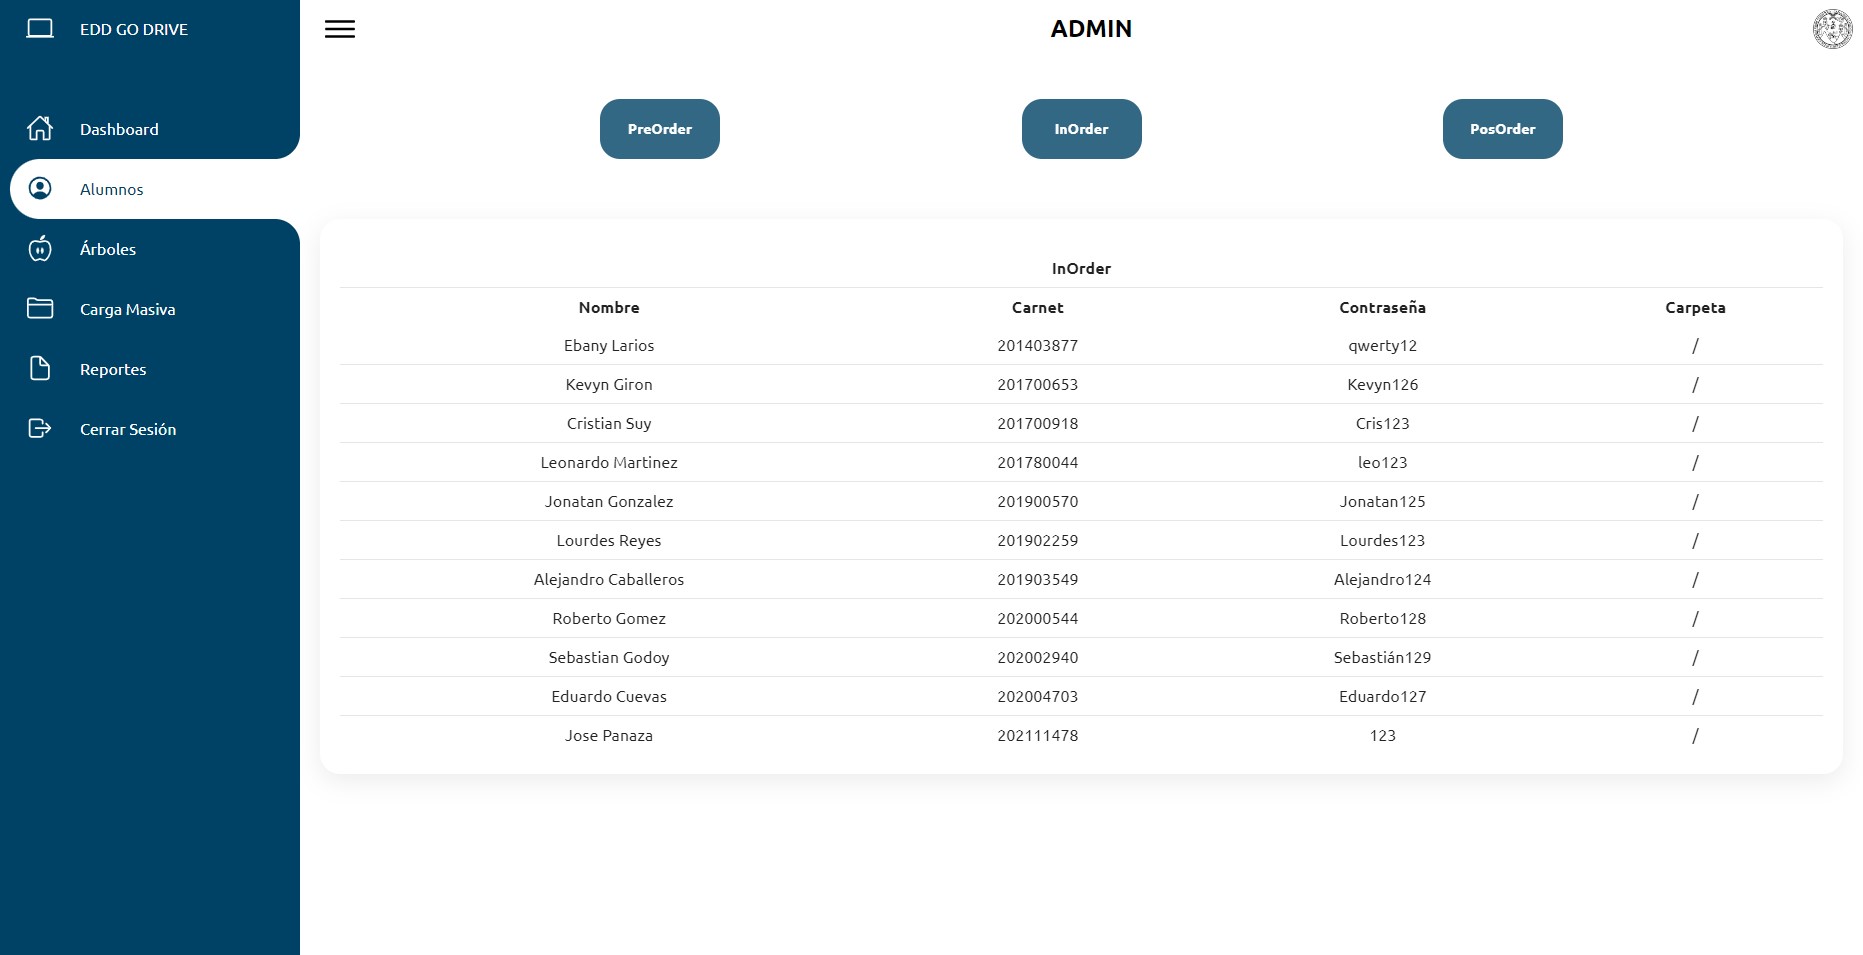 EDD GO DRIVE
ADMIN
Dashboard
Alumnos
Árboles
Carga Masiva
Reportes
Cerrar Sesión
PreOrder InOrder PosOrder
InOrder
Nombre Carnet Contraseña Carpeta
Ebany Larios 201403877 qwerty12 /
Kevyn Giron 201700653 Kevyn126 /
Cristian Suy 201700918 Cris123 /
Leonardo Martinez 201780044 leo123 /
Jonatan Gonzalez 201900570 Jonatan125 /
Lourdes Reyes 201902259 Lourdes123 /
Alejandro Caballeros 201903549 Alejandro124 /
Roberto Gomez 202000544 Roberto128 /
Sebastian Godoy 202002940 Sebastián129 /
Eduardo Cuevas 202004703 Eduardo127 /
Jose Panaza 202111478 123 /